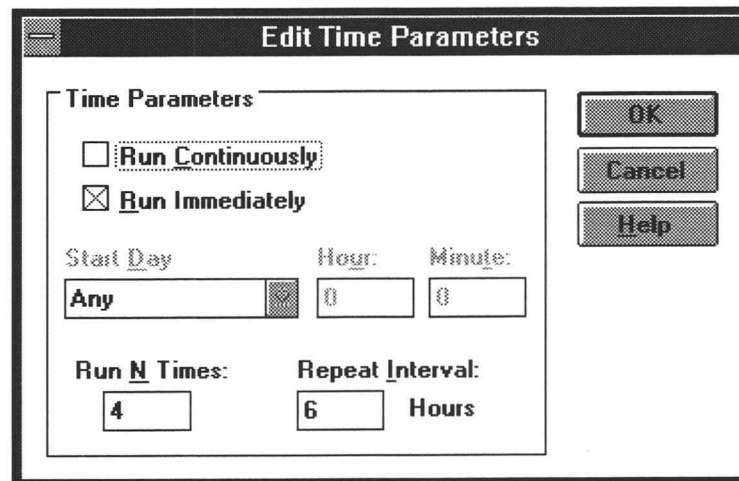 Edit Time Parameters
Time Parameters
OK
Run Continuously
Cancel
Run Immediately
Help
Start Day
Hour:
Minute:
Any
0
0
Run N Times:
Repeat Interval:
4
6
Hours